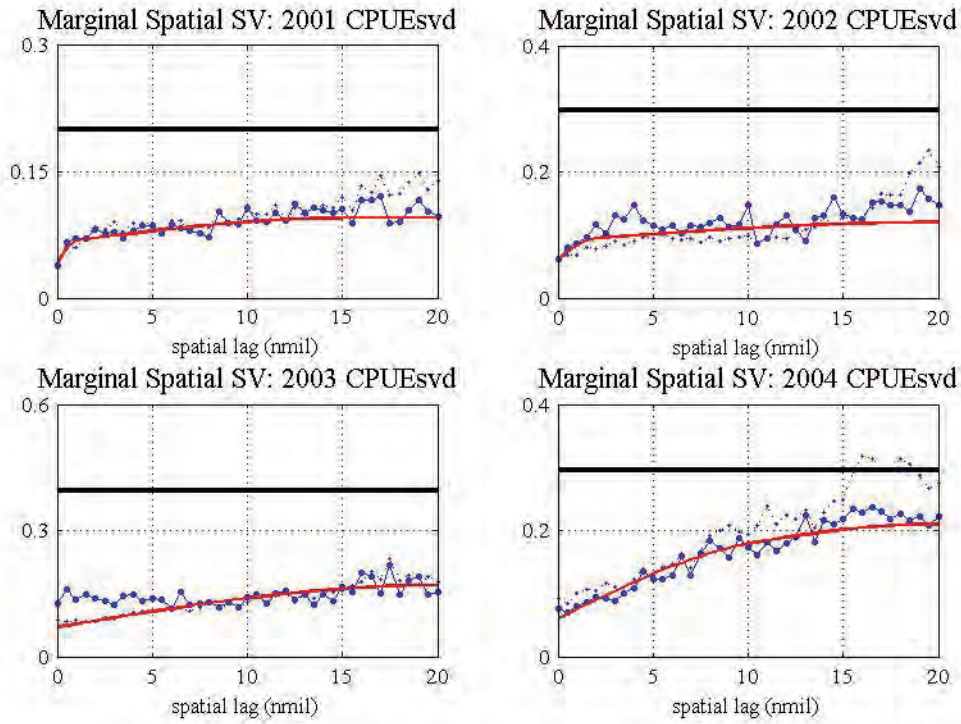 Marginal Spatial SV: 2001 CPUEsvd
0.3
0.15
0
0 5 10 15 20
spatial lag (nmil)
Marginal Spatial SV: 2002 CPUEsvd
0.4
0.2
0
0 5 10 15 20
spatial lag (nmil)
Marginal Spatial SV: 2003 CPUEsvd
0.6
0.3
0
0 5 10 15 20
spatial lag (nmil)
Marginal Spatial SV: 2004 CPUEsvd
0.4
0.2
0
0 5 10 15 20
spatial lag (nmil)